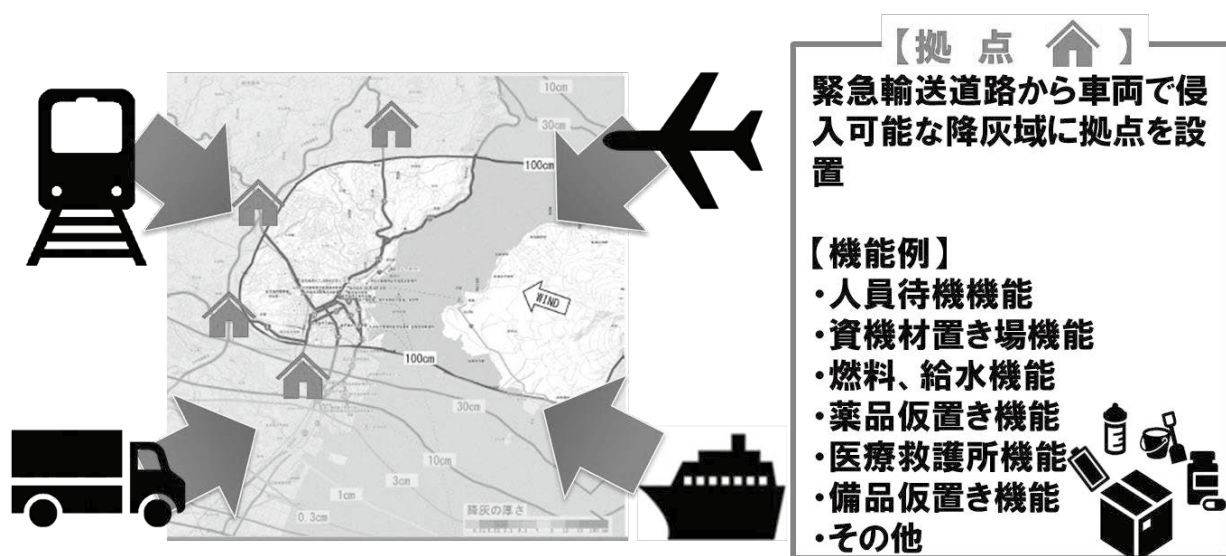 10cm
30cm
100cm
WIND
100cm
30cm
10cm
3cm
1cm
0.3cm
降灰の厚さ
【拠 点 】
緊急輸送道路から車両で侵
入可能な降灰域に拠点を設
置
【機能例】
・人員待機機能
・資機材置き場機能
・燃料、給水機能
・薬品仮置き機能
・医療救護所機能
・備品仮置き機能
・その他